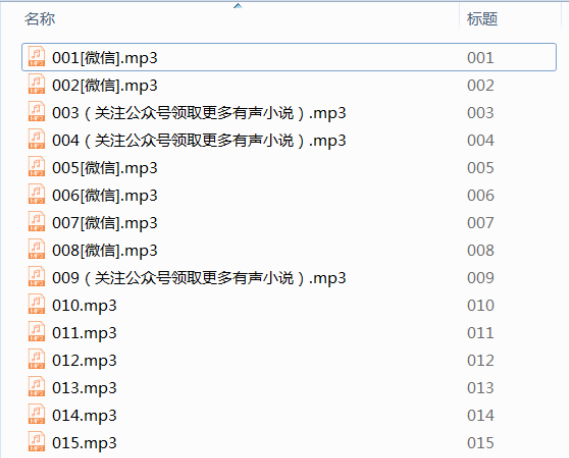 名称 标题
001[微信].mp3 001
002[微信].mp3 002
003（关注公众号领取更多有声小说）.mp3 003
004（关注公众号领取更多有声小说）.mp3 004
005[微信].mp3 005
006[微信].mp3 006
007[微信].mp3 007
008[微信].mp3 008
009（关注公众号领取更多有声小说）.mp3 009
010.mp3 010
011.mp3 011
012.mp3 012
013.mp3 013
014.mp3 014
015.mp3 015